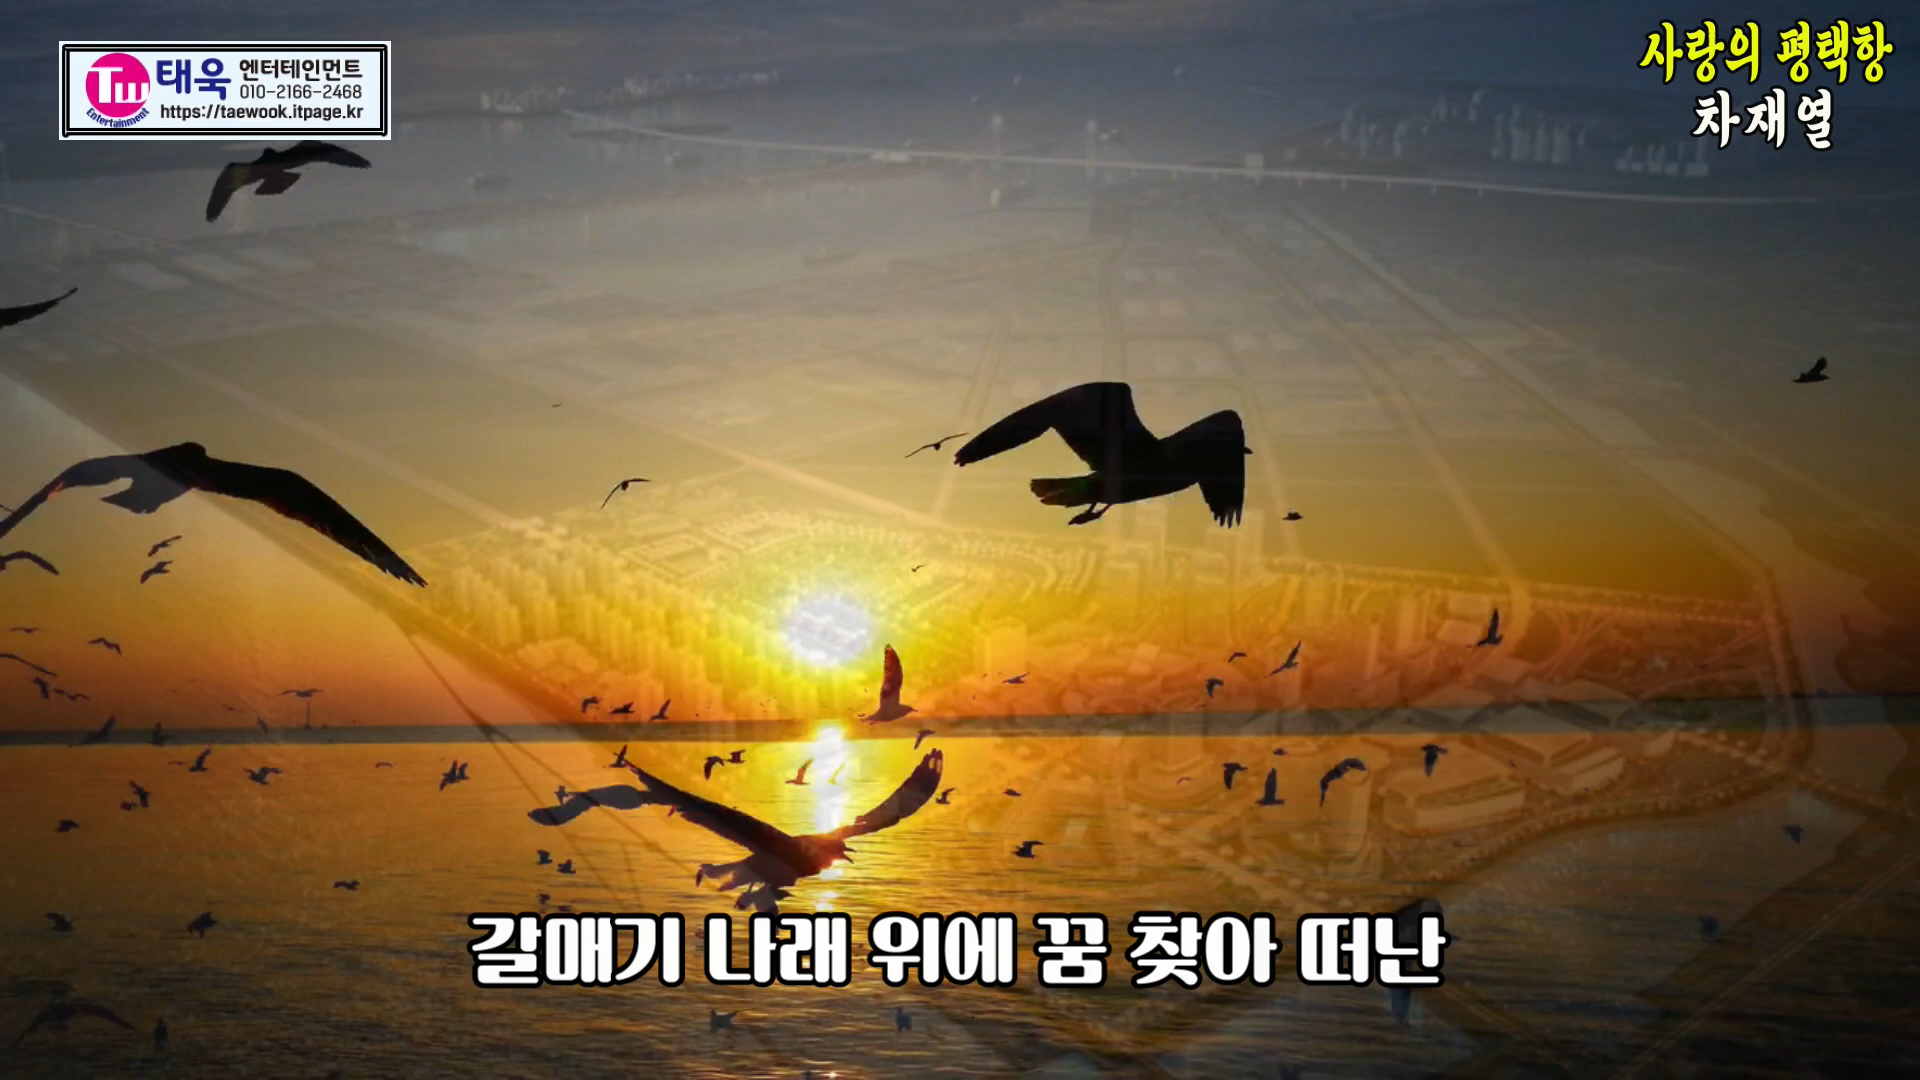 TW
Entertainment
태욱 엔터테인먼트
010-2166-2468
https://taewook.itpage.kr
사랑의 평택항
차재열
갈매기 나래 위에 꿈 찾아 떠난